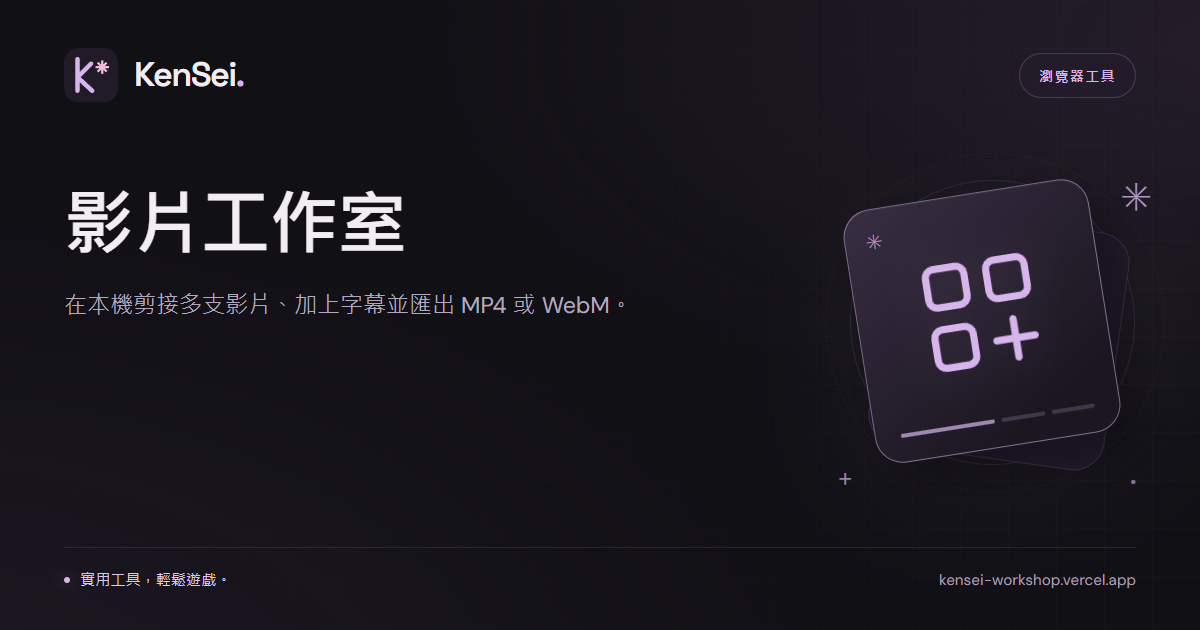 KenSei.
瀏覽器工具
影片工作室
在本機剪接多支影片、加上字幕並匯出 MP4 或 WebM。
實用工具，輕鬆遊戲。
kensei-workshop.vercel.app